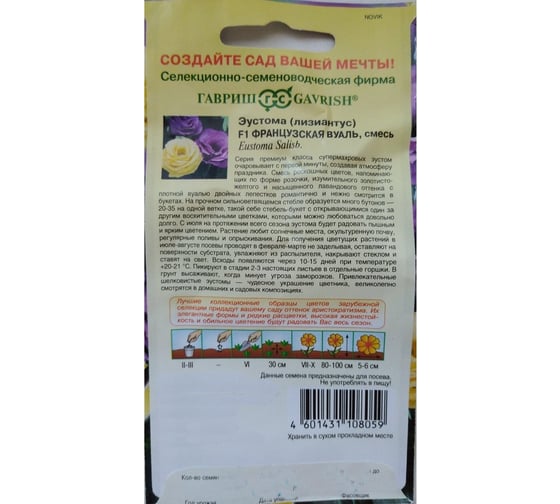 NOVIK
СОЗДАЙТЕ САД ВАШЕЙ МЕЧТЫ!
Селекционно-семеноводческая фирма
ГАВРИШ GAVRISH®
Эустома (лизиантус)
F1 ФРАНЦУЗСКАЯ ВУАЛЬ, смесь
Eustoma Salisb.
Серия премиум класса супермахровых эустом
очаровывает с первой минуты, создавая атмосферу
праздника. Смесь роскошных цветов, напоминаю-
щих по форме розочки, изумительного золотисто-
желтого и насыщенного лавандового оттенка с
плотной вуалью двойных лепестков романтично и нежно смотрится в
букетах. На прочном сильноветвящемся стебле образуется много бутонов -
20-35 на одной ветке, такой себе стебель-букет с открывающимися один за
другим восхитительными цветками, которыми можно любоваться довольно
долго. С июля на протяжении всего сезона эустома будет радовать пышным
и ярким цветением. Растение любит солнечные места, окультуренную почву,
регулярные поливы и опрыскивания. Для получения цветущих растений в
июле-августе посевы проводят в феврале-марте не заделывая, оставляют на
поверхности субстрата, увлажняют из распылителя, накрывают стеклом и
ставят на свет. Всходы появляются через 10-15 дней при температуре
+20-21 °С. Пикируют в стадии 2-3 настоящих листьев в отдельные горшки. В
грунт высаживают, когда минует угроза заморозков. Привлекательные
шелковистые эустомы — чудесное украшение цветника, великолепно
смотрятся в домашних и садовых композициях.
Лучшие коллекционные образцы цветов зарубежной
селекции придадут вашему саду оттенок аристократизма. Их
элегантные формы и редкие расцветки, высокая жизнестой-
кость и обильное цветение будут радовать Вас весь сезон.
II-III – VI 30 см VII-X 80-100 см 5-6 см
Данные семена предназначены для посева.
Не употреблять в пищу!
4 601431 108059
Хранить в сухом прохладном месте
Кол-во семян до
Фасовщик